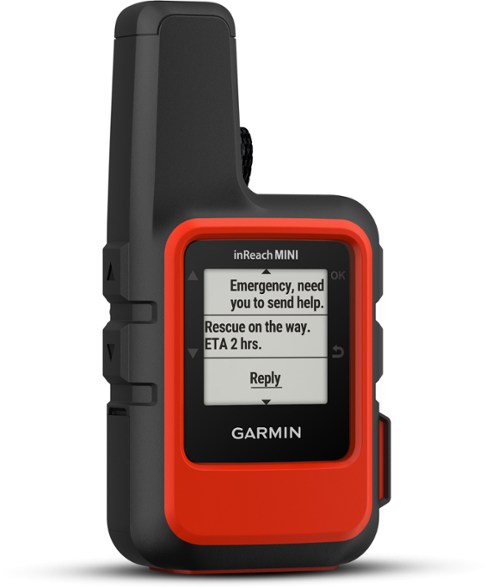 inReach MINI
OK
Emergency, need
you to send help.
Rescue on the way.
ETA 2 hrs.
Reply
GARMIN